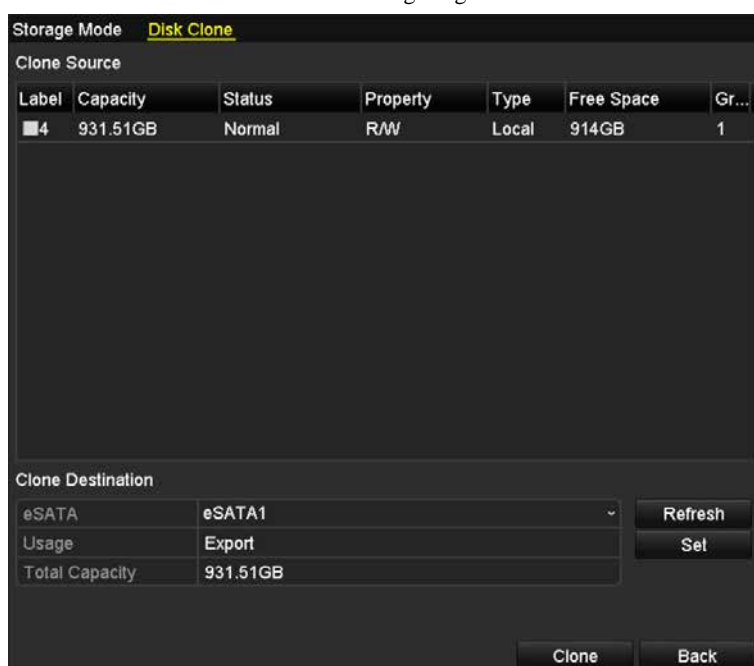 Storage Mode Disk Clone
Clone Source
Label Capacity Status Property Type Free Space Gr...
4 931.51GB Normal R/W Local 914GB 1
Clone Destination
eSATA eSATA1 Refresh
Usage Export Set
Total Capacity 931.51GB
Clone Back